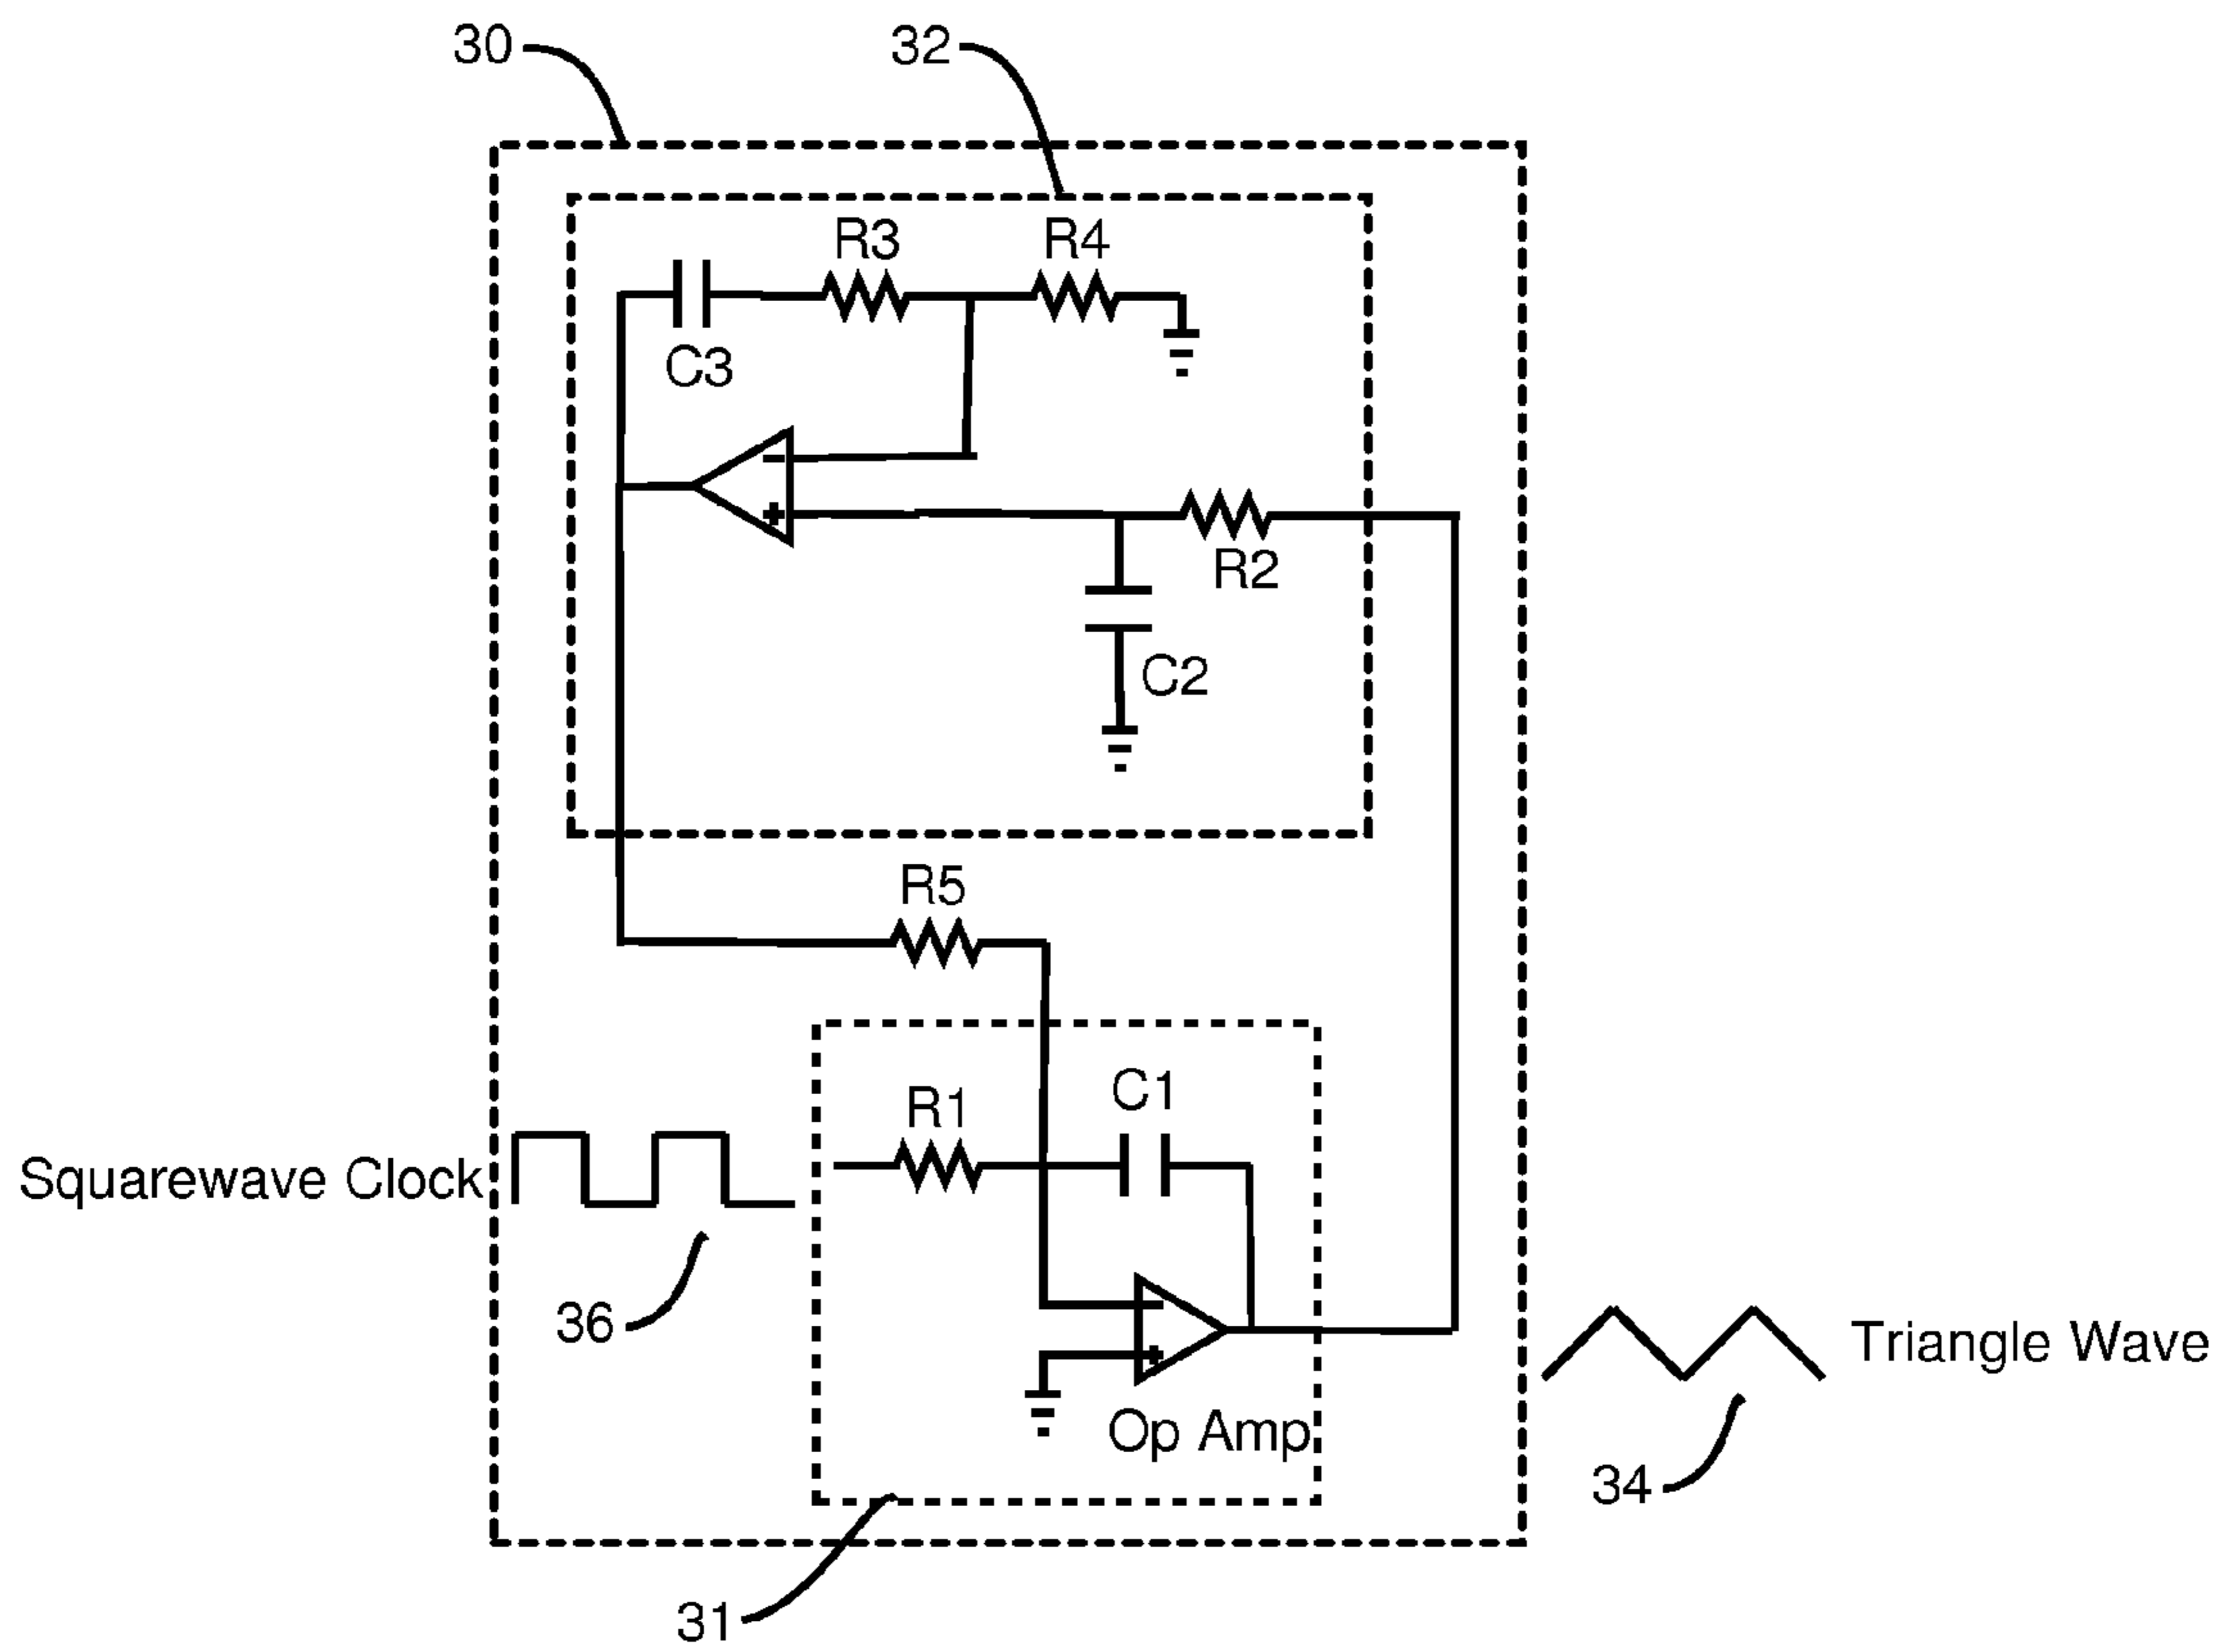 30
32
R3
R4
C3
−
+
R2
C2
R5
R1
C1
Squarewave Clock
36
−
+
Op Amp
Triangle Wave
34
31